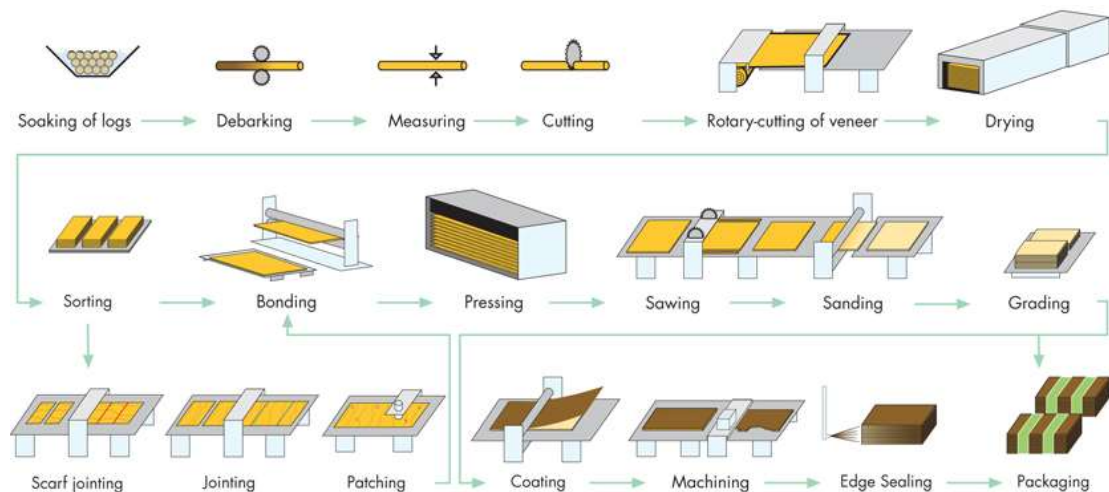 Soaking of logs
Debarking
Measuring
Cutting
Rotary-cutting of veneer
Drying
Sorting
Bonding
Pressing
Sawing
Sanding
Grading
Scarf jointing
Jointing
Patching
Coating
Machining
Edge Sealing
Packaging